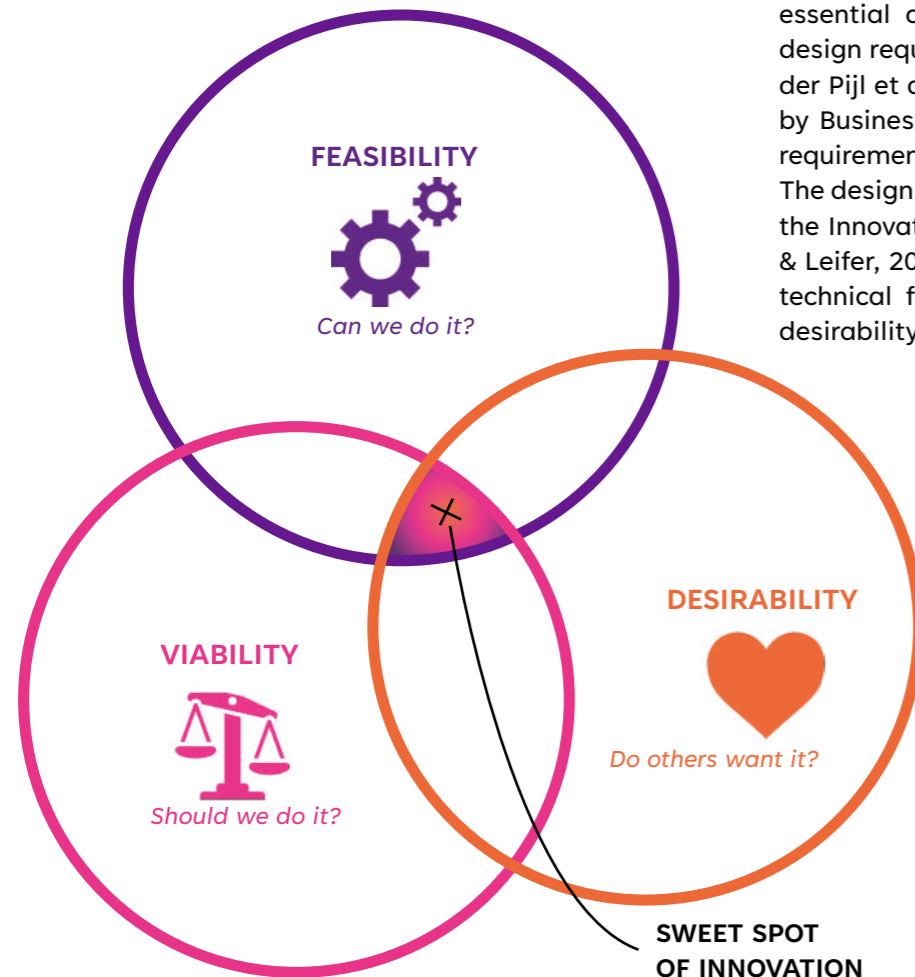 essential
design requ
der Pijl et
by Busines
requiremen
The design
the Innovat
& Leifer, 20
technical f
desirability
FEASIBILITY
Can we do it?
DESIRABILITY
Do others want it?
VIABILITY
Should we do it?
SWEET SPOT
OF INNOVATION